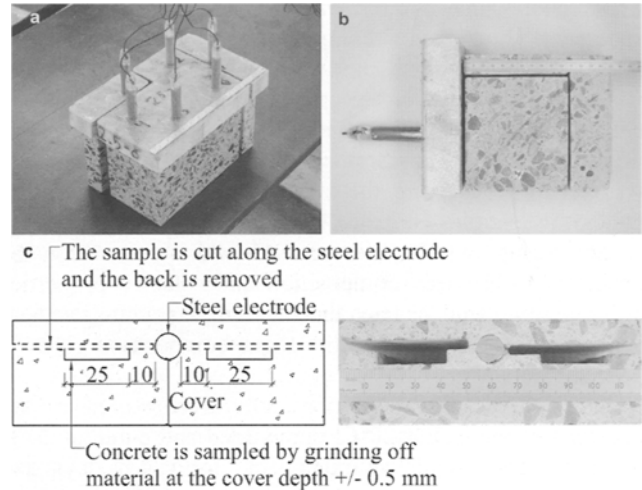 a
b
c
The sample is cut along the steel electrode
and the back is removed
Steel electrode
25 10 10 25
Cover
Concrete is sampled by grinding off
material at the cover depth +/- 0.5 mm